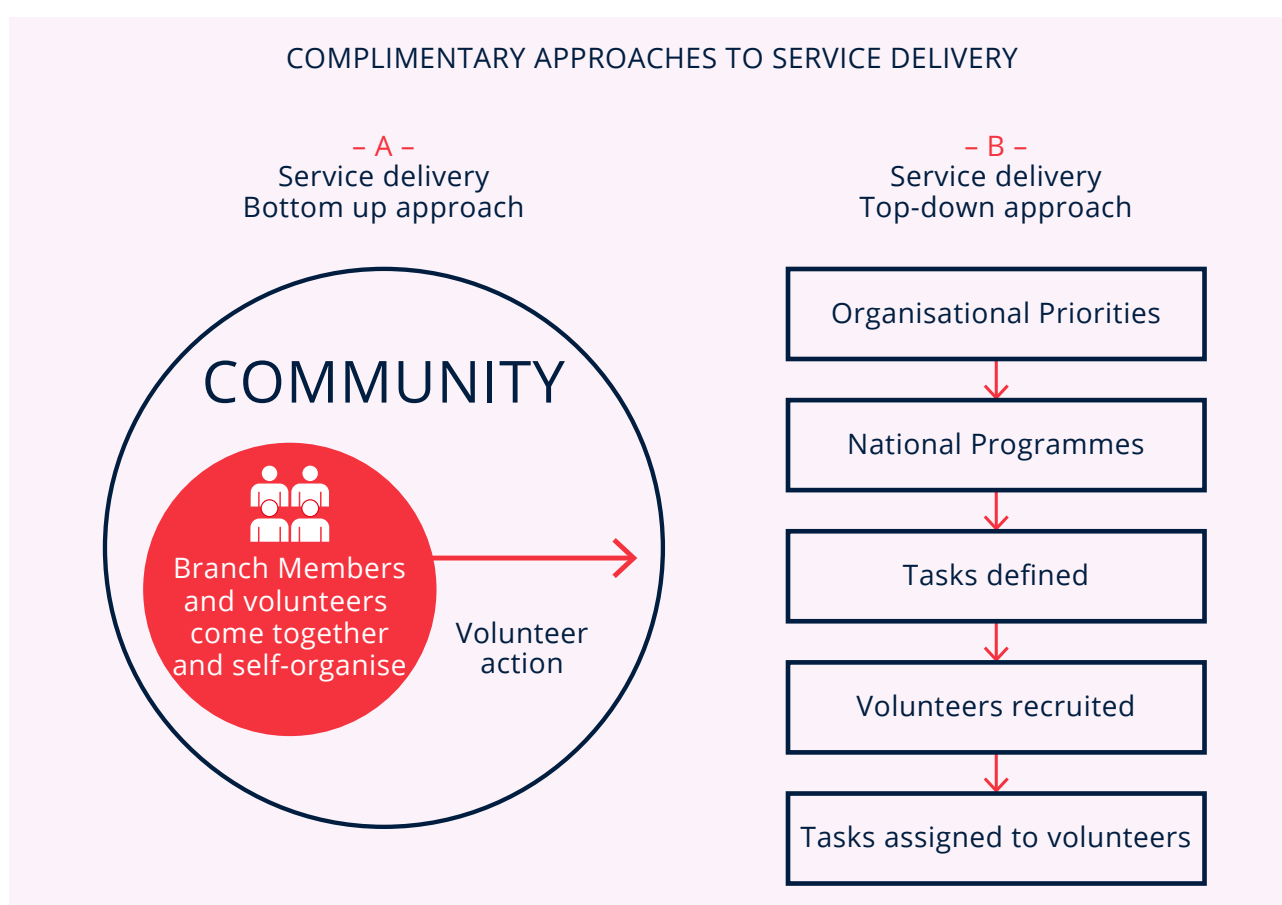 COMPLIMENTARY APPROACHES TO SERVICE DELIVERY
– A –
Service delivery
Bottom up approach
COMMUNITY
Branch Members
and volunteers
come together
and self-organise
Volunteer
action
– B –
Service delivery
Top-down approach
Organisational Priorities
National Programmes
Tasks defined
Volunteers recruited
Tasks assigned to volunteers